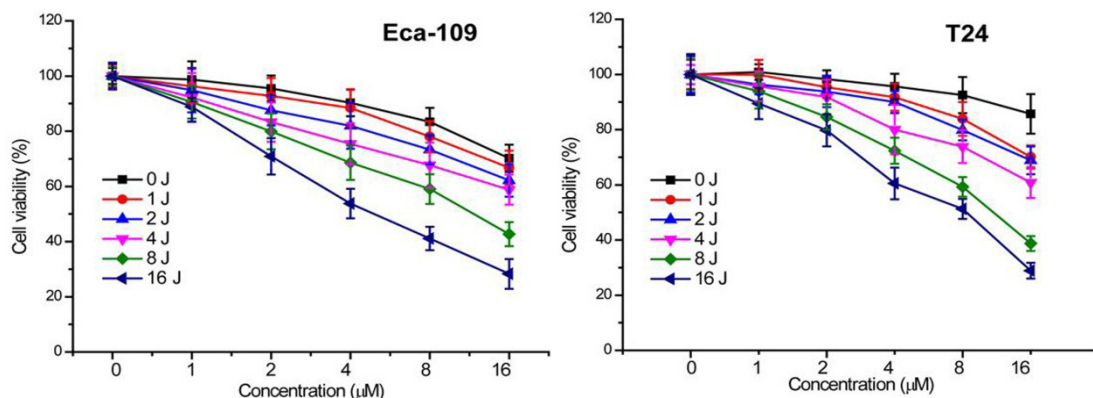 Eca-109
120
100
80
60
40
20
0
Cell viability (%)
0 J
1 J
2 J
4 J
8 J
16 J
0 1 2 4 8 16
Concentration (μM)
T24
120
100
80
60
40
20
0
Cell viability (%)
0 J
1 J
2 J
4 J
8 J
16 J
0 1 2 4 8 16
Concentration (μM)